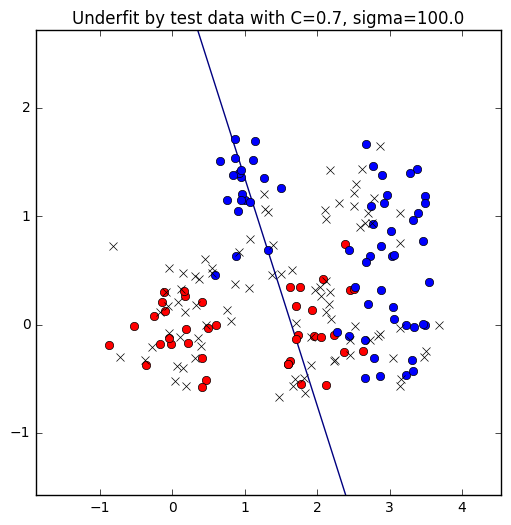 Underfit by test data with C=0.7, sigma=100.0
2
1
0
−1
−1 0 1 2 3 4